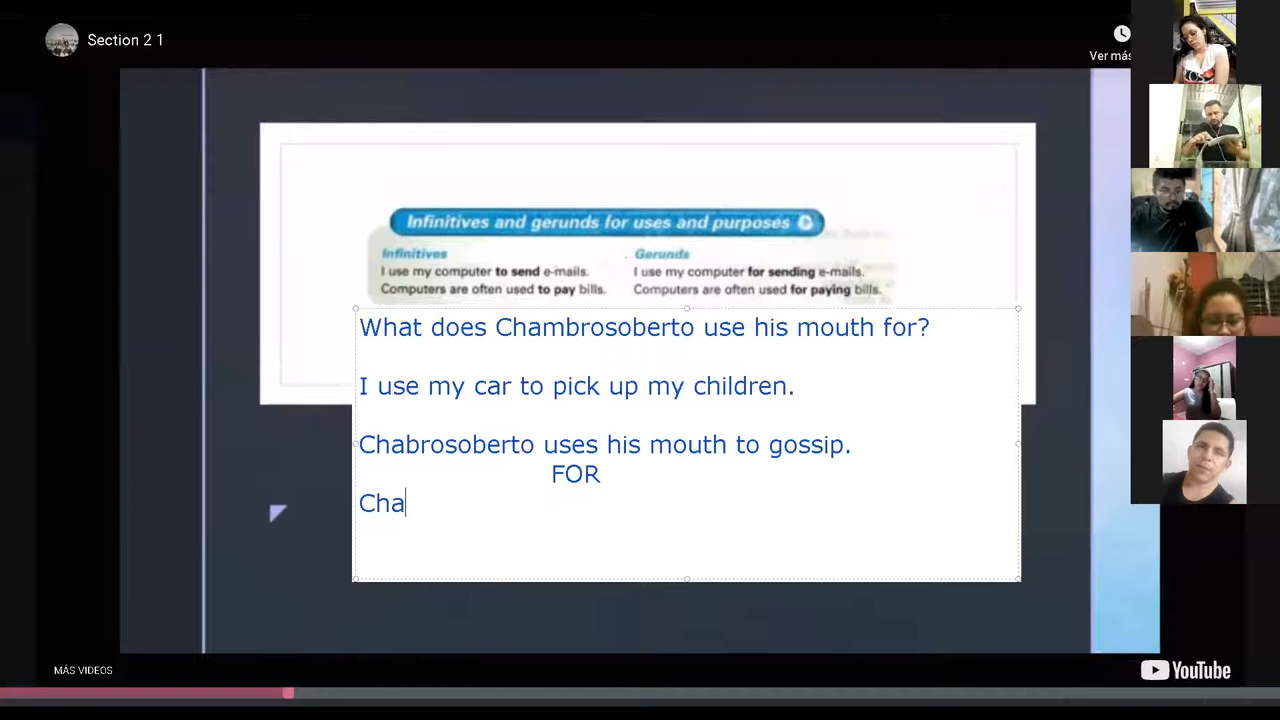 Section 2 1
Ver más
Infinitives and gerunds for uses and purposes
Infinitives
I use my computer to send e-mails.
Computers are often used to pay bills.
Gerunds
I use my computer for sending e-mails.
Computers are often used for paying bills.
What does Chambrosoberto use his mouth for?
I use my car to pick up my children.
Chabrosoberto uses his mouth to gossip.
FOR
Cha
MÁS VIDEOS
YouTube